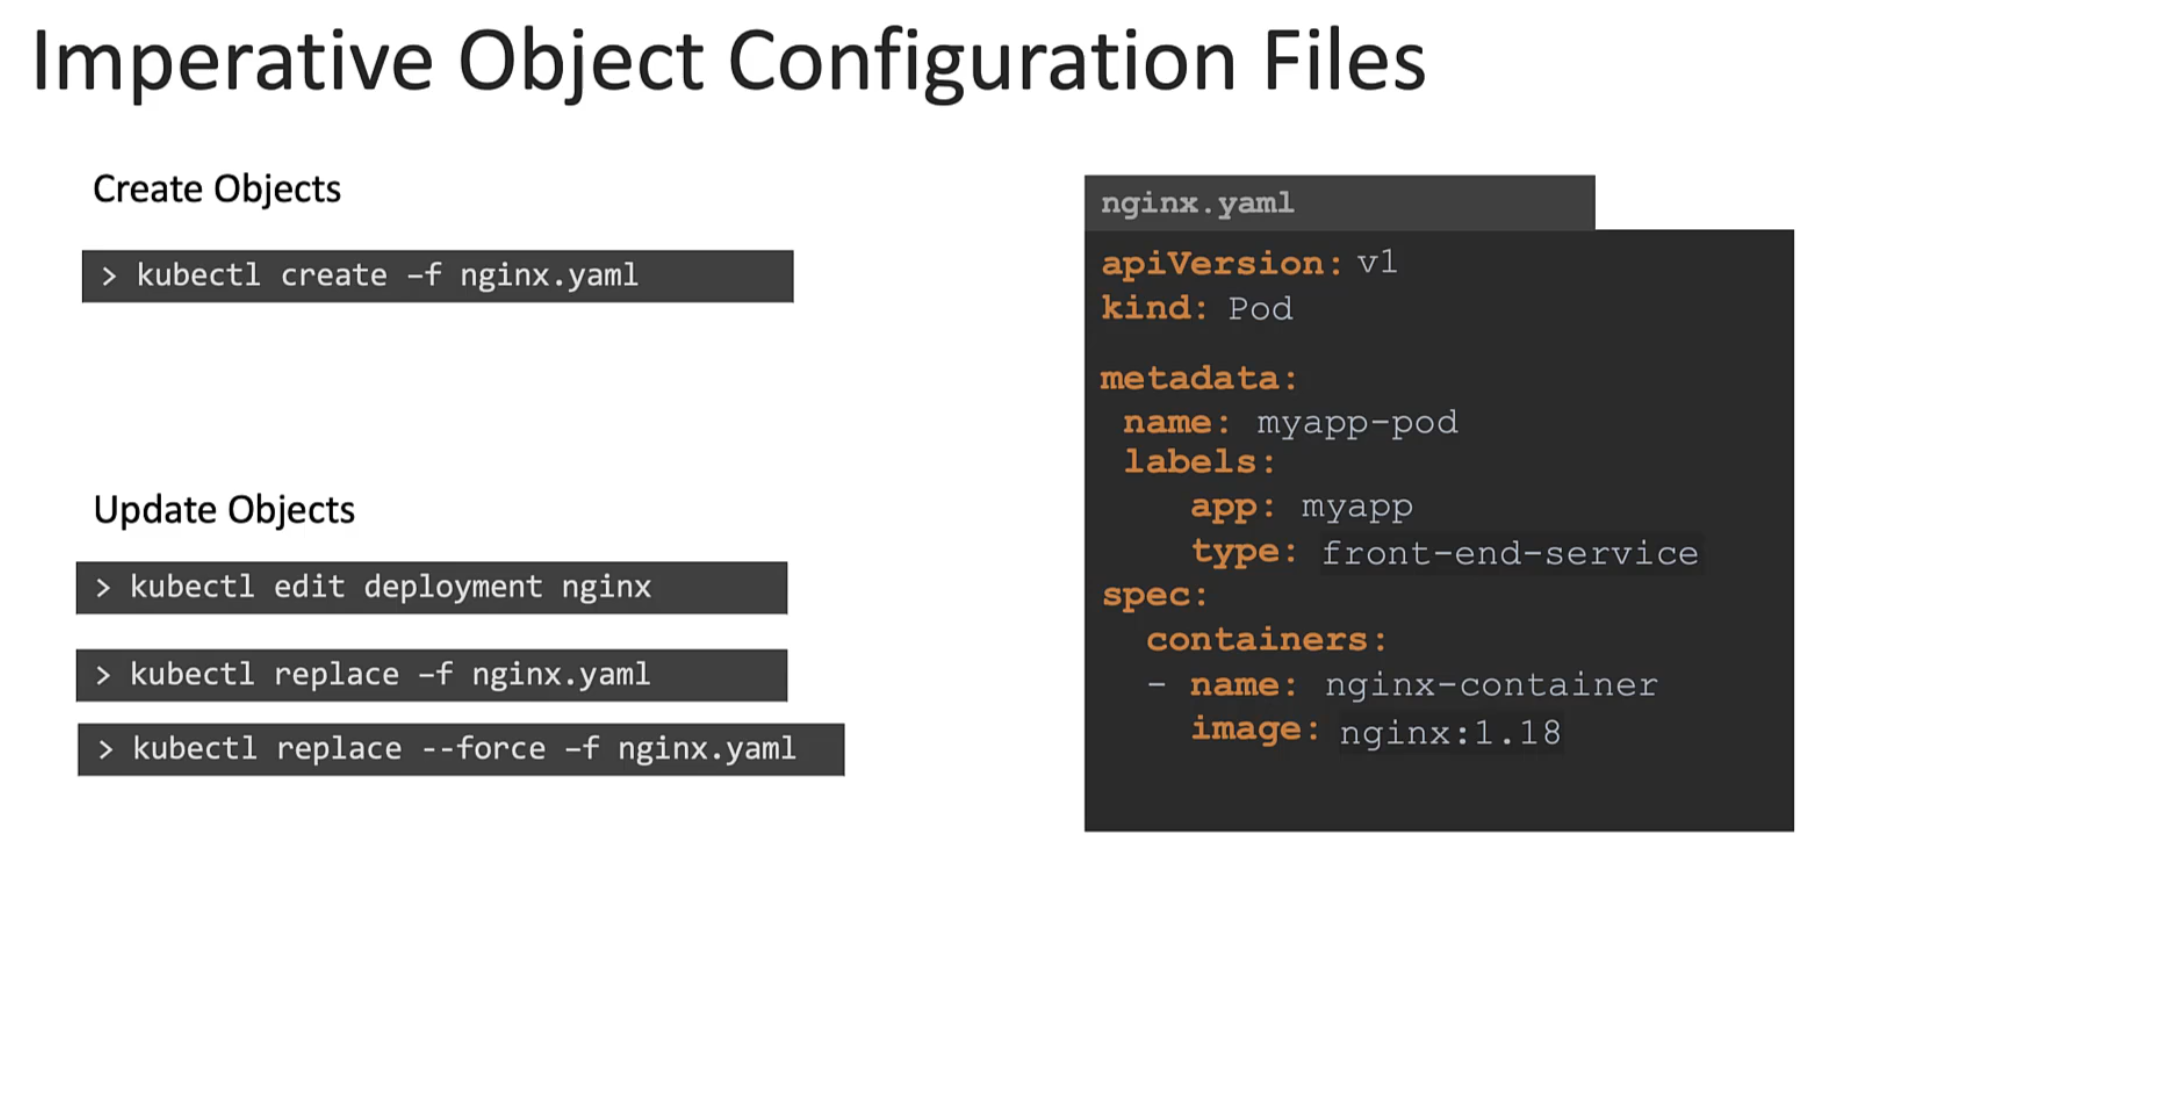 Imperative Object Configuration Files
Create Objects
> kubectl create –f nginx.yaml
Update Objects
> kubectl edit deployment nginx
> kubectl replace –f nginx.yaml
> kubectl replace --force –f nginx.yaml
nginx.yaml
apiVersion: v1
kind: Pod
metadata:
name: myapp-pod
labels:
app: myapp
type: front-end-service
spec:
containers:
- name: nginx-container
image: nginx:1.18